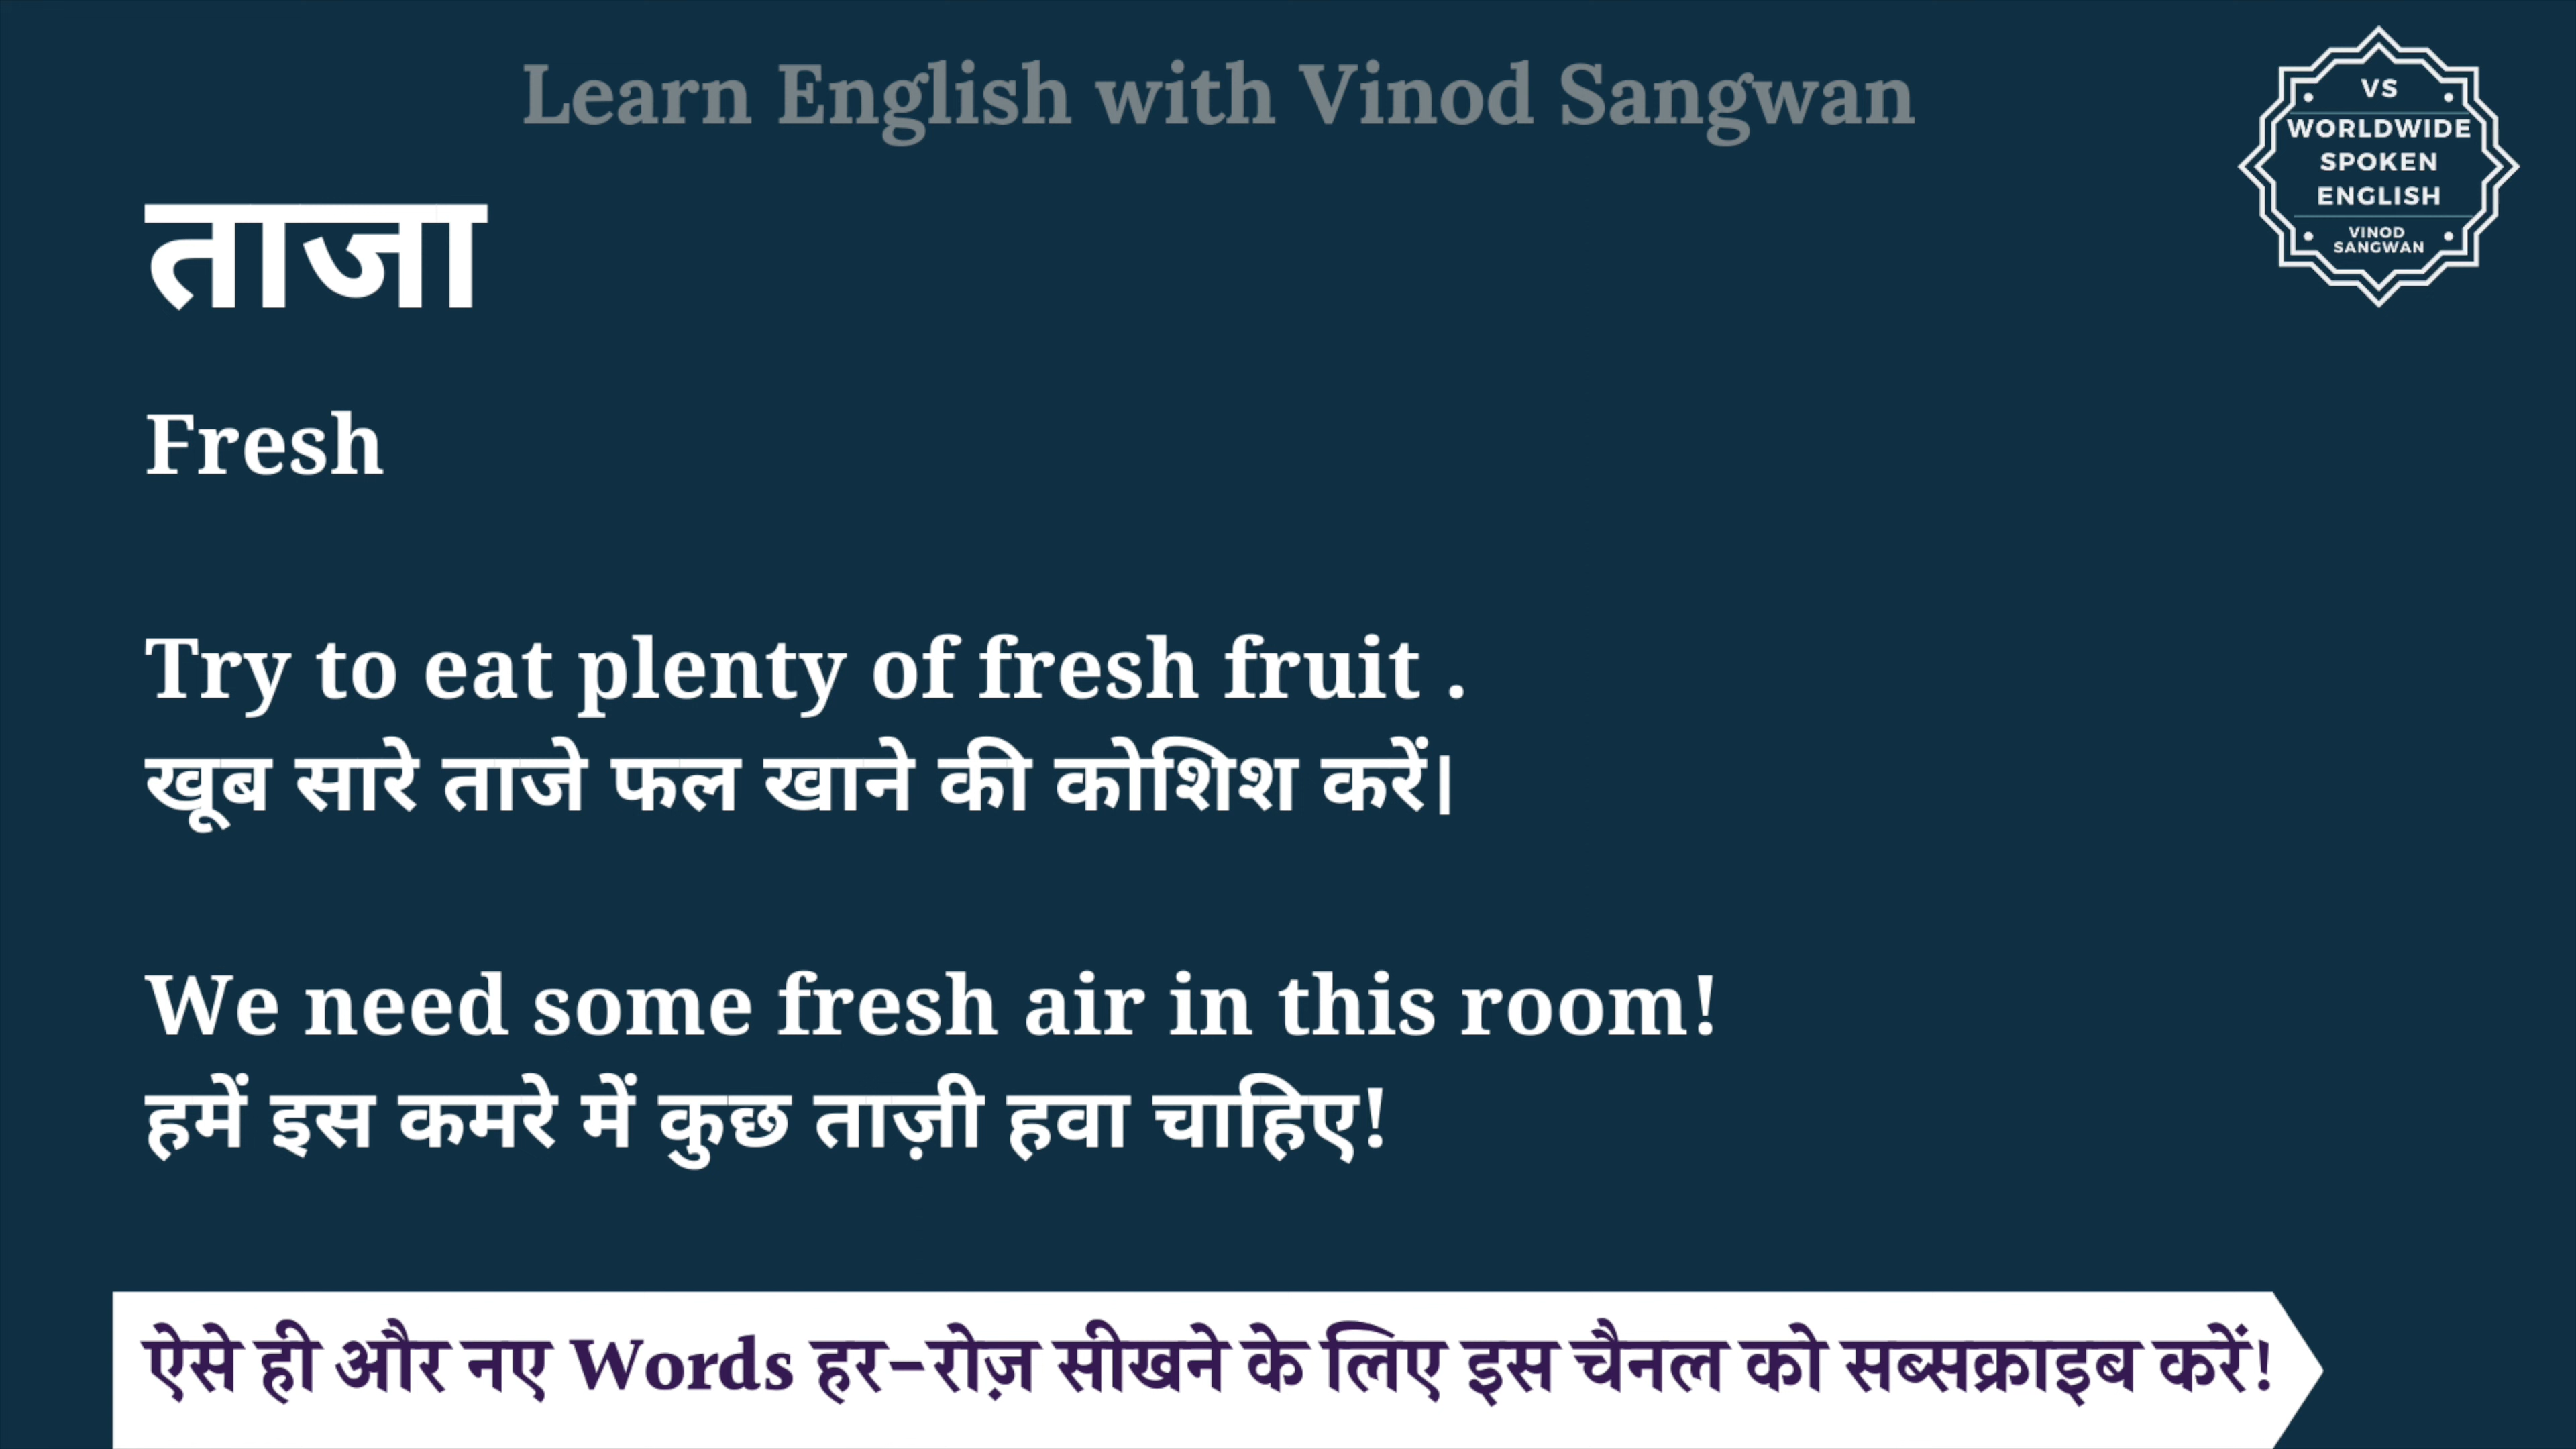 Learn English with Vinod Sangwan
VS
WORLDWIDE
SPOKEN
ENGLISH
VINOD
SANGWAN
ताजा
Fresh
Try to eat plenty of fresh fruit .
खूब सारे ताजे फल खाने की कोशिश करें।
We need some fresh air in this room!
हमें इस कमरे में कुछ ताज़ी हवा चाहिए!
ऐसे ही और नए Words हर-रोज़ सीखने के लिए इस चैनल को सब्सक्राइब करें!